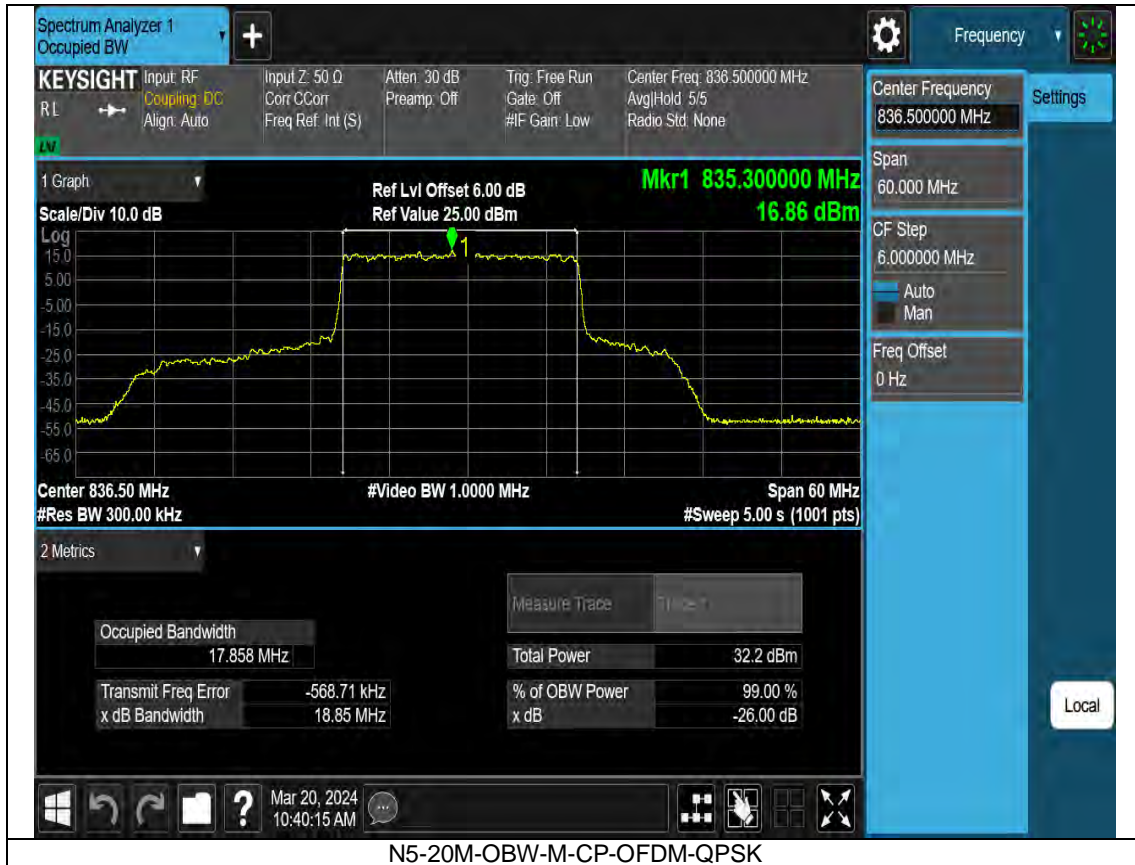 Spectrum Analyzer 1
Occupied BW
+
Frequency
KEYSIGHT
RL
Input: RF
Coupling: DC
Align: Auto
Input Z: 50 Ω
Corr CCorr
Freq Ref: Int (S)
Atten: 30 dB
Preamp: Off
Trig: Free Run
Gate: Off
#IF Gain: Low
Center Freq: 836.500000 MHz
Avg|Hold: 5/5
Radio Std: None
1 Graph
Scale/Div 10.0 dB
Ref Lvl Offset 6.00 dB
Ref Value 25.00 dBm
Mkr1 835.300000 MHz
16.86 dBm
Log
15.0
5.00
-5.00
-15.0
-25.0
-35.0
-45.0
-55.0
-65.0
1
Center 836.50 MHz
#Video BW 1.0000 MHz
Span 60 MHz
#Res BW 300.00 kHz
#Sweep 5.00 s (1001 pts)
2 Metrics
Measure Trace
Occupied Bandwidth
17.858 MHz
Total Power 32.2 dBm
Transmit Freq Error -568.71 kHz
% of OBW Power 99.00 %
x dB Bandwidth 18.85 MHz
x dB -26.00 dB
Center Frequency
836.500000 MHz
Settings
Span
60.000 MHz
CF Step
6.000000 MHz
Auto
Man
Freq Offset
0 Hz
Local
?
Mar 20, 2024
10:40:15 AM
N5-20M-OBW-M-CP-OFDM-QPSK